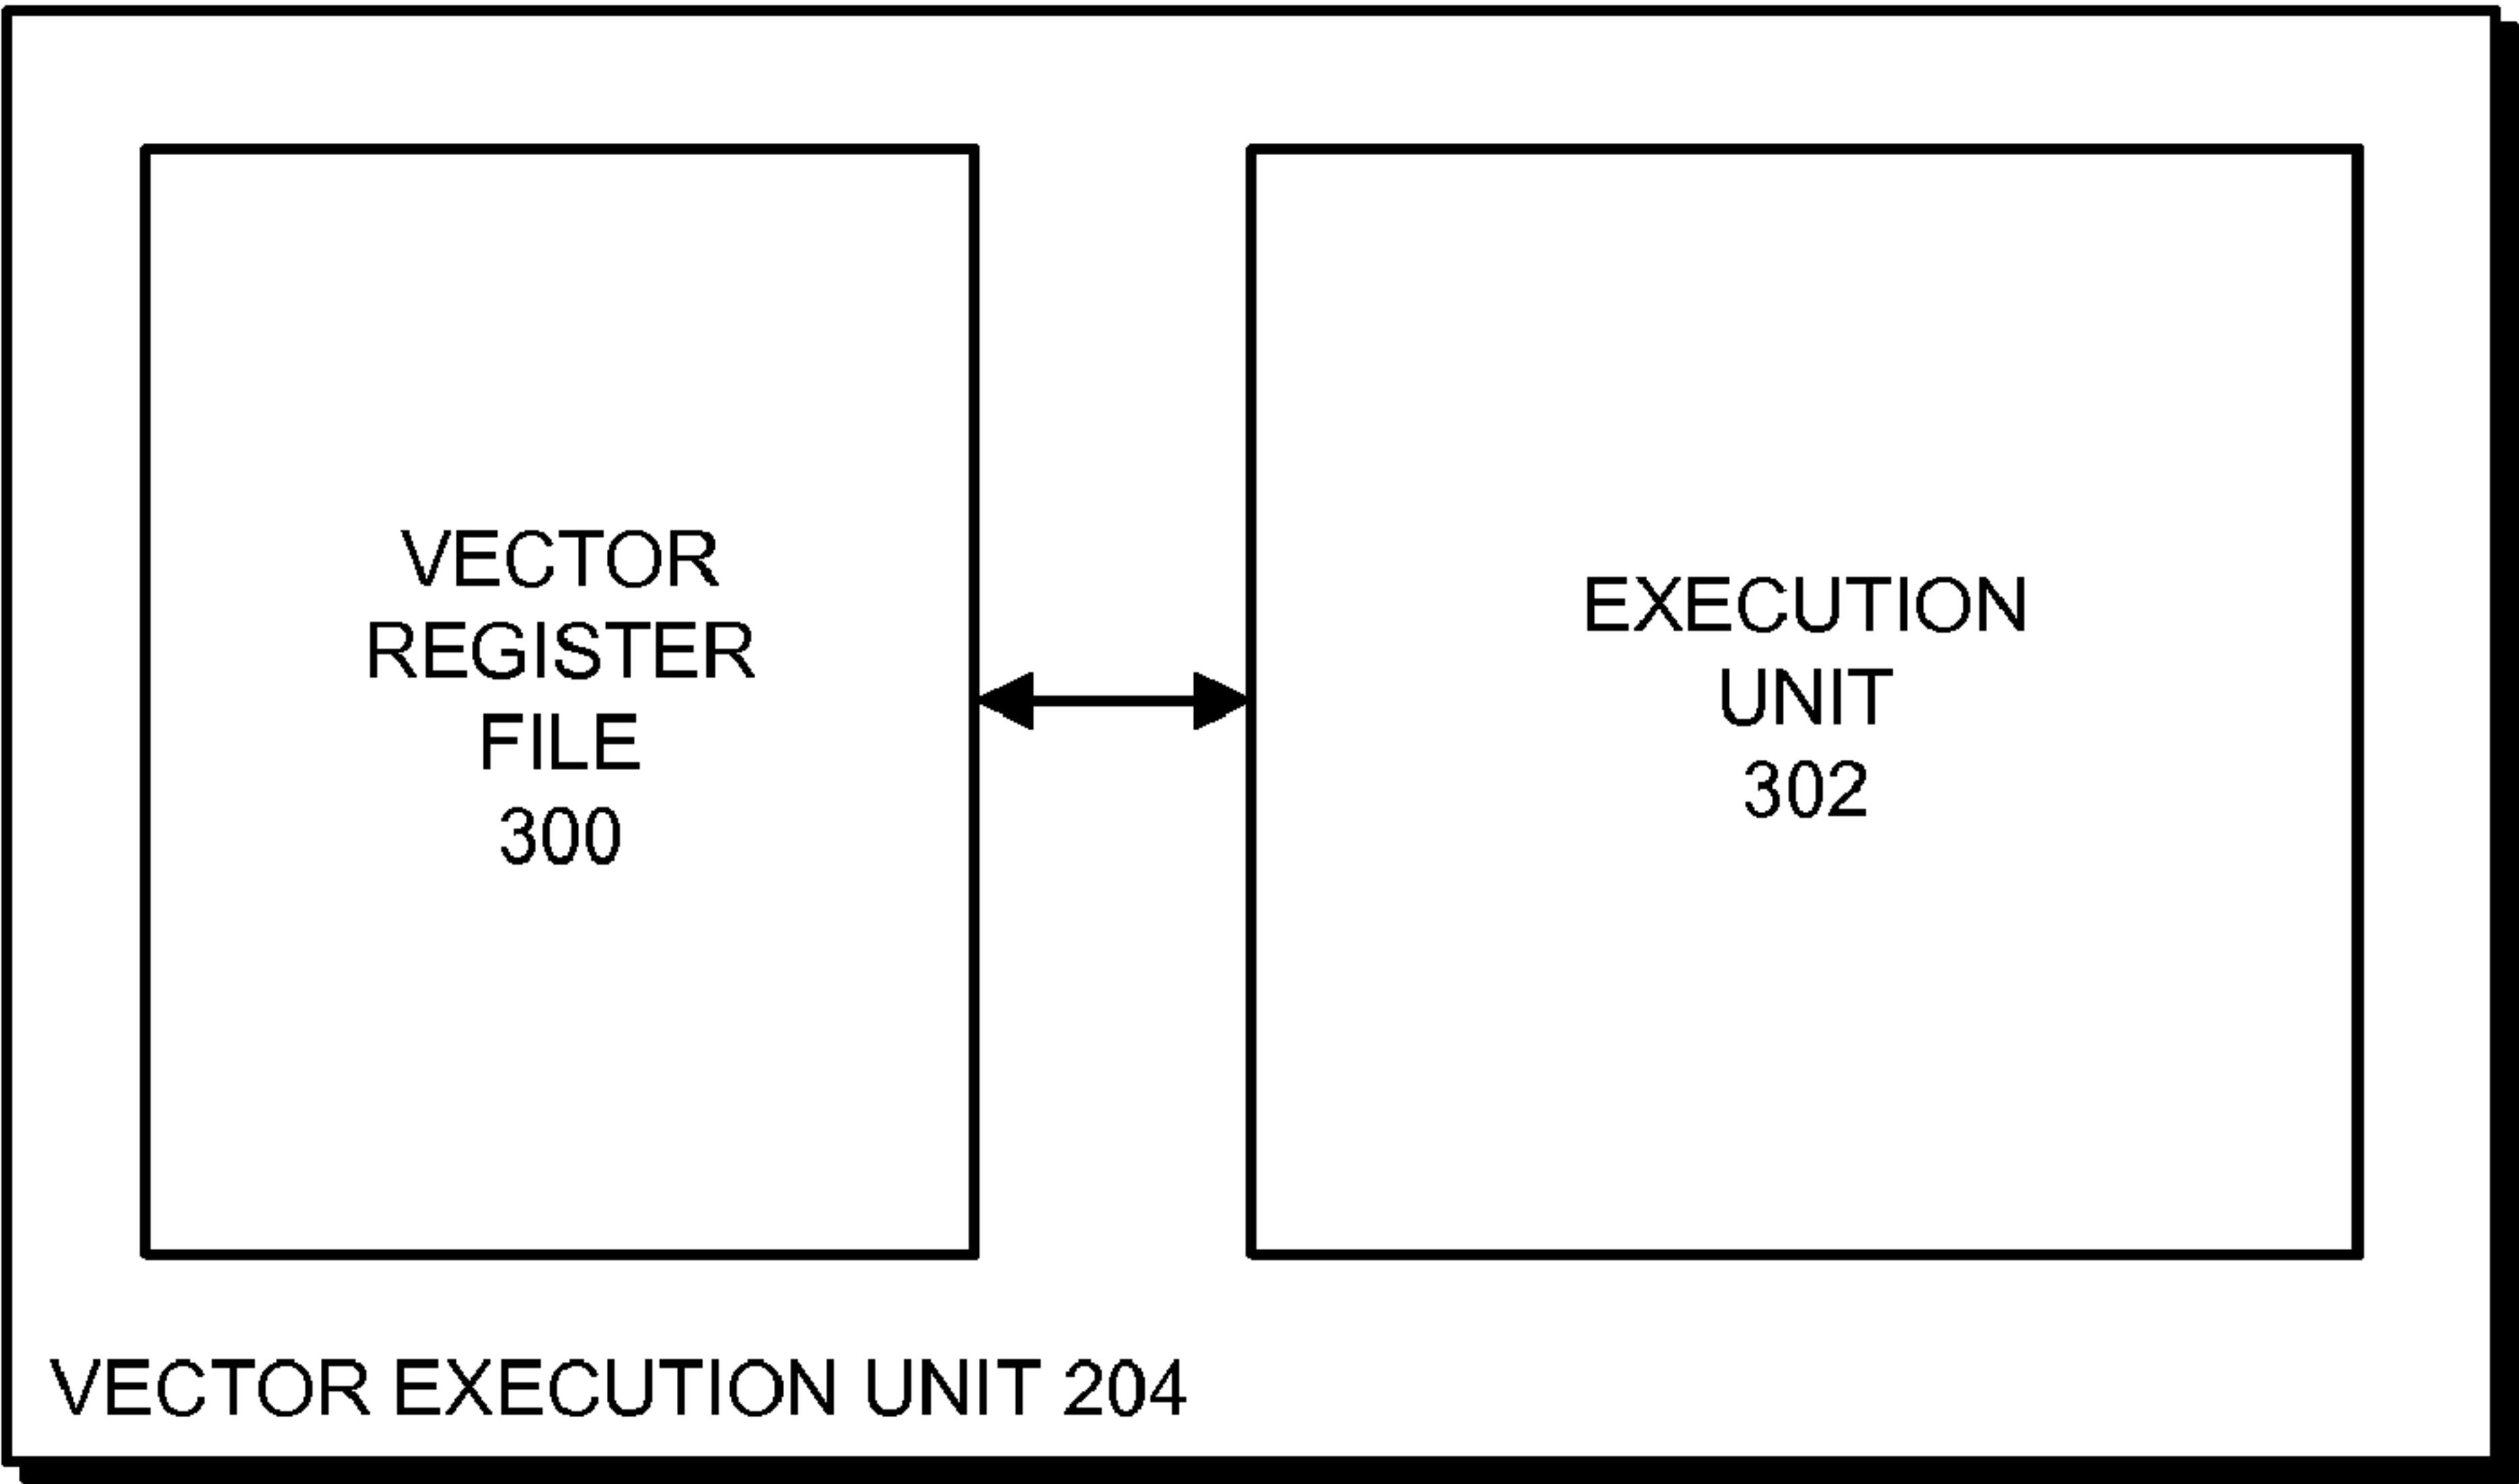 VECTOR
REGISTER
FILE
300
EXECUTION
UNIT
302
VECTOR EXECUTION UNIT 204